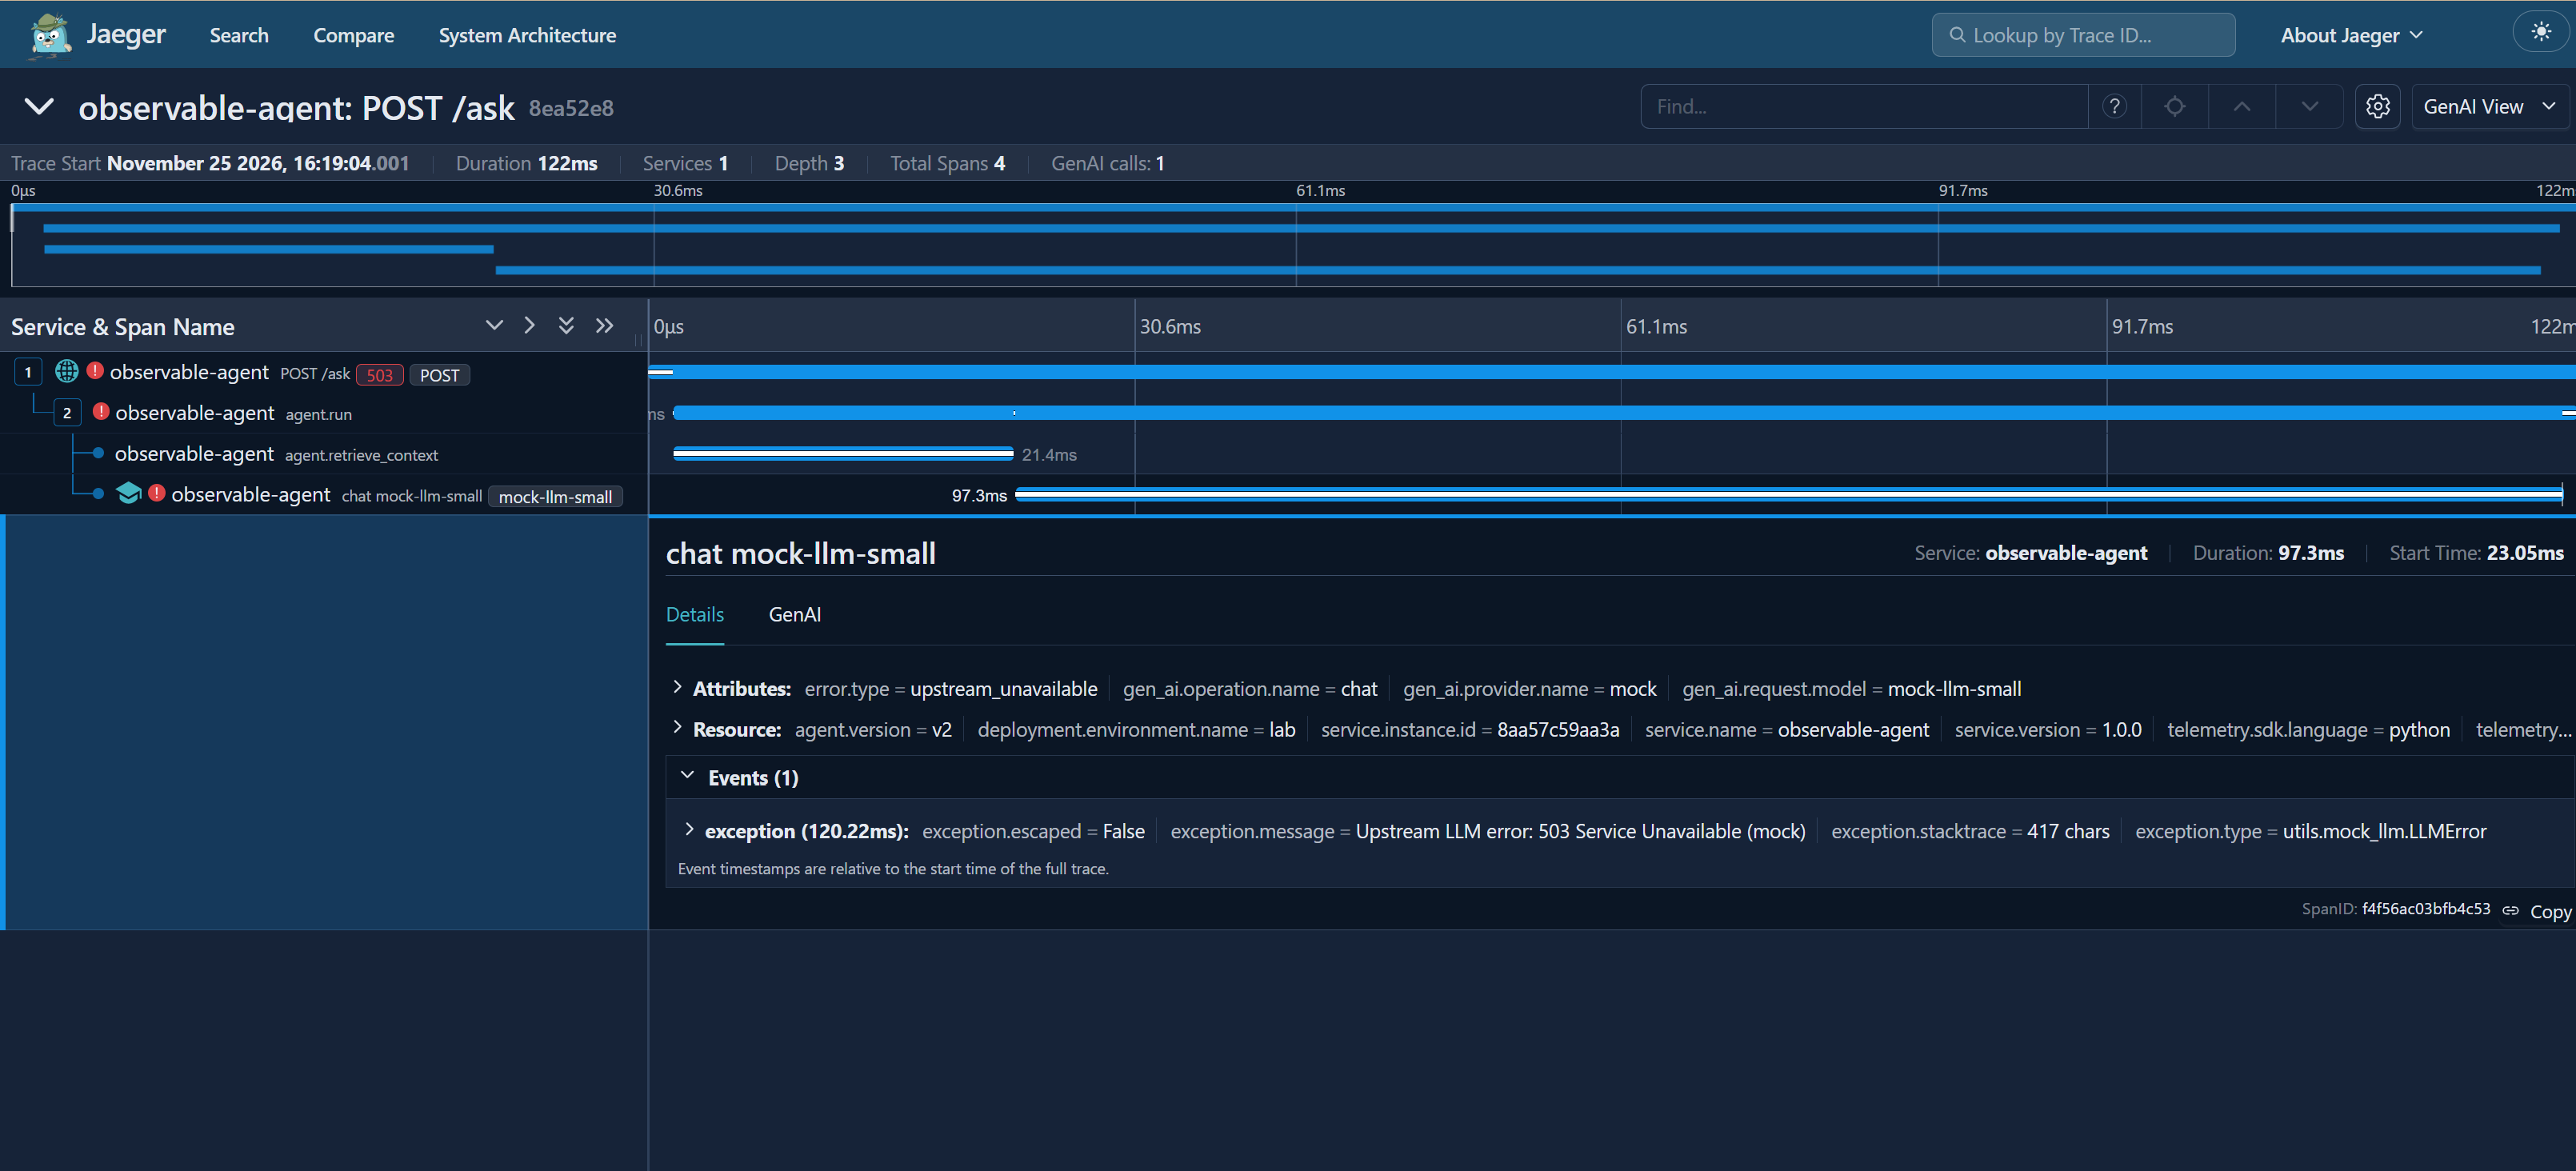 Jaeger Search Compare System Architecture Lookup by Trace ID... About Jaeger
observable-agent: POST /ask 8ea52e8 Find... ? GenAI View
Trace Start November 25 2026, 16:19:04.001 Duration 122ms Services 1 Depth 3 Total Spans 4 GenAI calls: 1
0μs 30.6ms 61.1ms 91.7ms 122m
Service & Span Name 0μs 30.6ms 61.1ms 91.7ms 122m
1 observable-agent POST /ask 503 POST
2 observable-agent agent.run ms
observable-agent agent.retrieve_context 21.4ms
observable-agent chat mock-llm-small mock-llm-small 97.3ms
chat mock-llm-small Service: observable-agent Duration: 97.3ms Start Time: 23.05ms
Details GenAI
Attributes: error.type = upstream_unavailable gen_ai.operation.name = chat gen_ai.provider.name = mock gen_ai.request.model = mock-llm-small
Resource: agent.version = v2 deployment.environment.name = lab service.instance.id = 8aa57c59aa3a service.name = observable-agent service.version = 1.0.0 telemetry.sdk.language = python telemetry...
Events (1)
exception (120.22ms): exception.escaped = False exception.message = Upstream LLM error: 503 Service Unavailable (mock) exception.stacktrace = 417 chars exception.type = utils.mock_llm.LLMError
Event timestamps are relative to the start time of the full trace.
SpanID: f4f56ac03bfb4c53 Copy